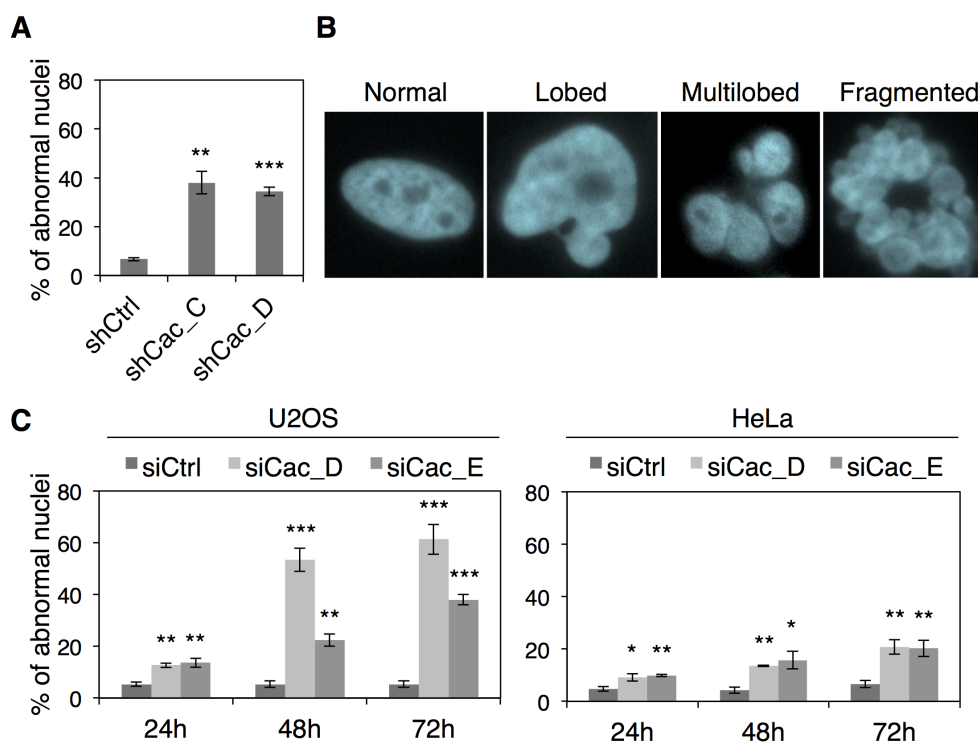 A
% of abnormal nuclei
80
60
40
20
0
**
***
shCtrl
shCac_C
shCac_D
B
Normal
Lobed
Multilobed
Fragmented
C
U2OS
siCtrl siCac_D siCac_E
% of abnormal nuclei
80
60
40
20
0
** **
*** **
*** ***
24h 48h 72h
HeLa
siCtrl siCac_D siCac_E
80
60
40
20
0
* **
** *
** **
24h 48h 72h